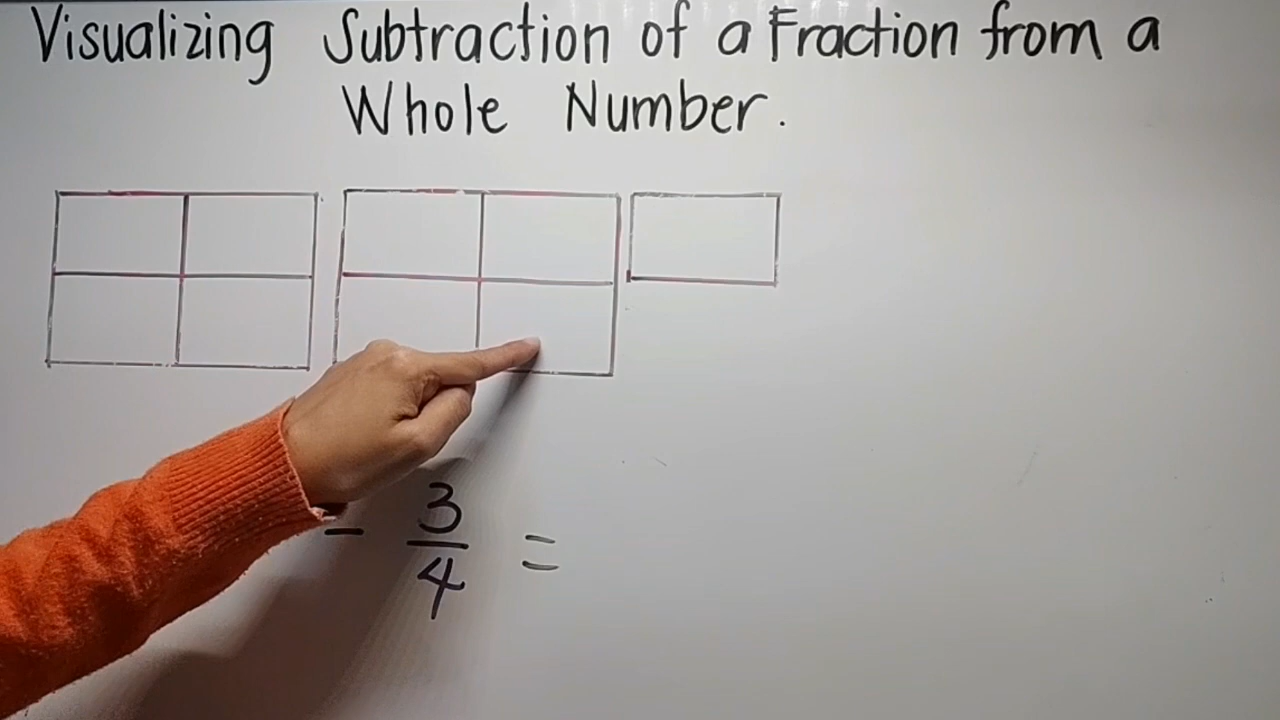 Visualizing Subtraction of a Fraction from a
Whole Number.
- 3/4 =